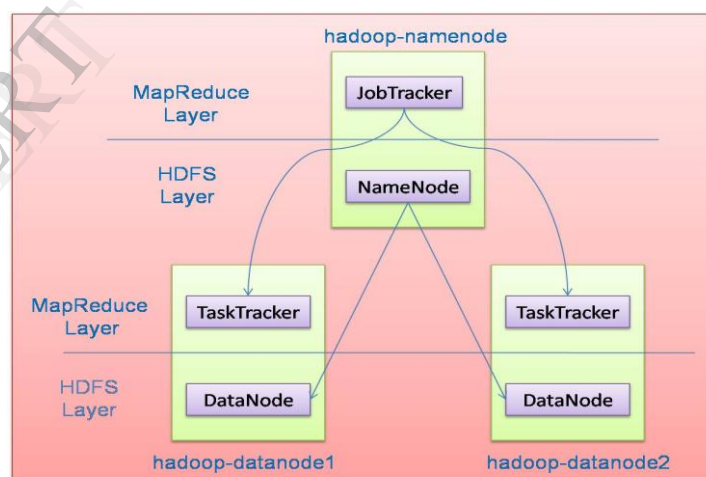 hadoop-namenode
MapReduce
Layer
JobTracker
HDFS
Layer
NameNode
MapReduce
Layer
TaskTracker
TaskTracker
HDFS
Layer
DataNode
DataNode
hadoop-datanode1
hadoop-datanode2